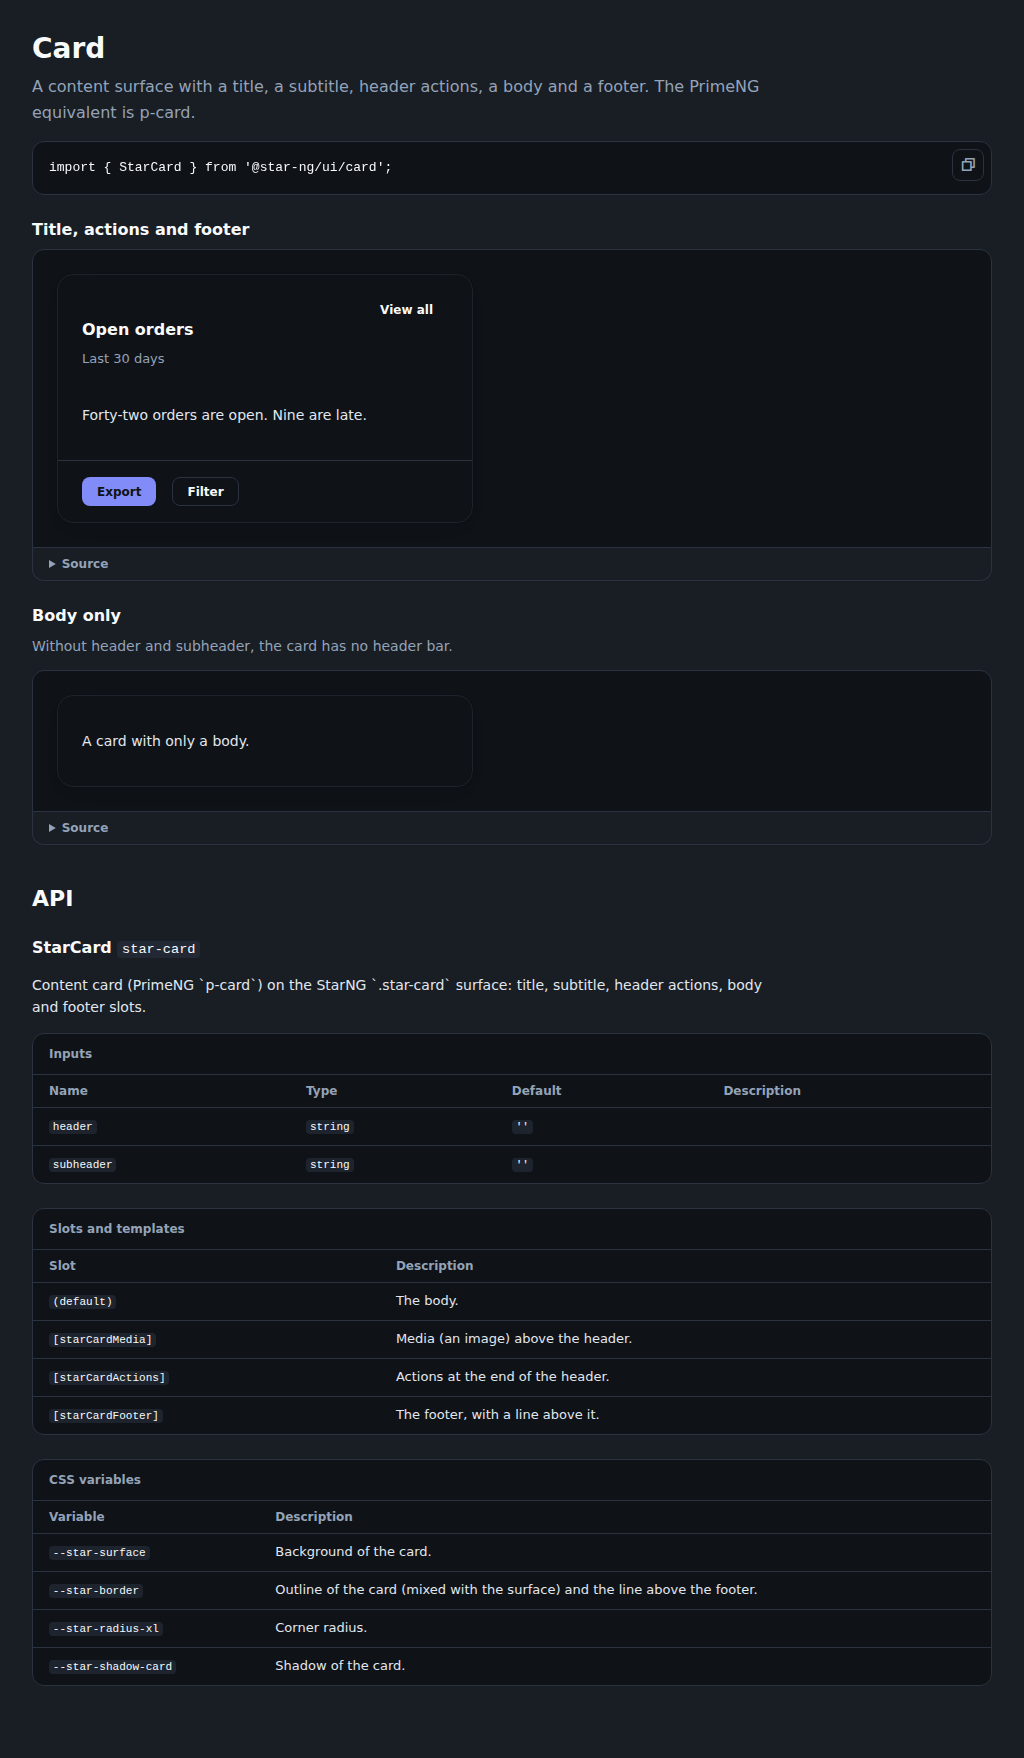 Card
A content surface with a title, a subtitle, header actions, a body and a footer. The PrimeNG
equivalent is p-card.
import { StarCard } from '@star-ng/ui/card';
Title, actions and footer
View all
Open orders
Last 30 days
Forty-two orders are open. Nine are late.
Export Filter
Source
Body only
Without header and subheader, the card has no header bar.
A card with only a body.
Source
API
StarCard star-card
Content card (PrimeNG `p-card`) on the StarNG `.star-card` surface: title, subtitle, header actions, body
and footer slots.
Inputs
Name Type Default Description
header string ''
subheader string ''
Slots and templates
Slot Description
(default) The body.
[starCardMedia] Media (an image) above the header.
[starCardActions] Actions at the end of the header.
[starCardFooter] The footer, with a line above it.
CSS variables
Variable Description
--star-surface Background of the card.
--star-border Outline of the card (mixed with the surface) and the line above the footer.
--star-radius-xl Corner radius.
--star-shadow-card Shadow of the card.